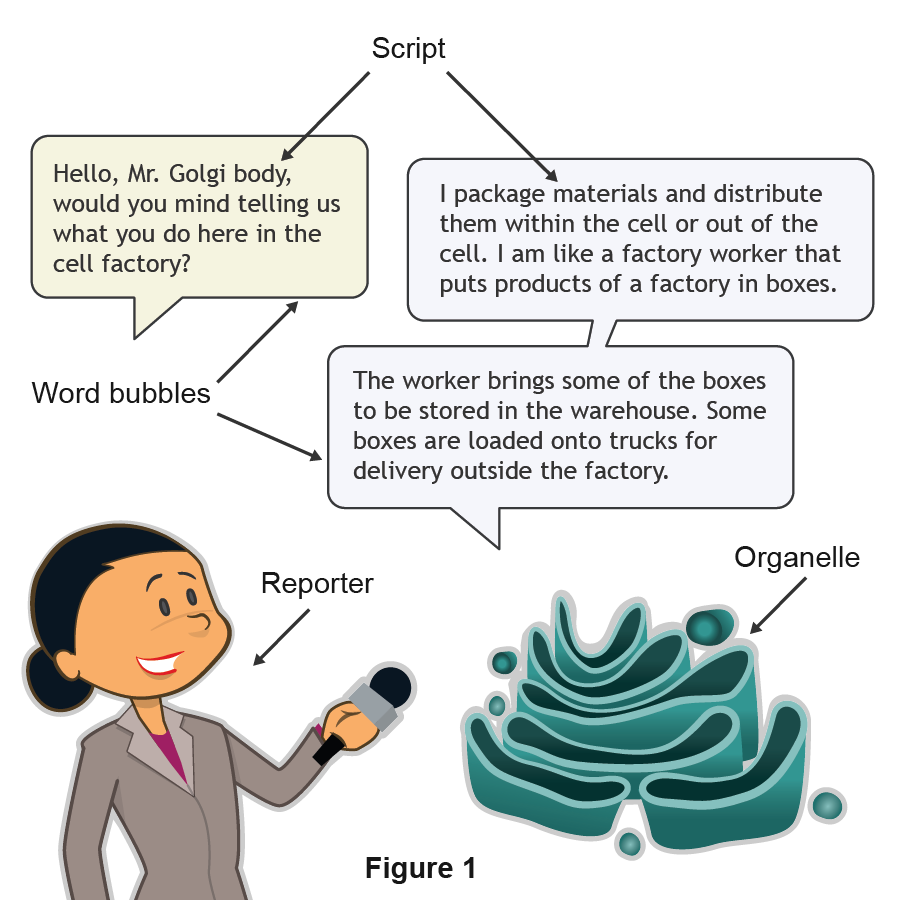 Script
Hello, Mr. Golgi body,
would you mind telling us
what you do here in the
cell factory?
I package materials and distribute
them within the cell or out of the
cell. I am like a factory worker that
puts products of a factory in boxes.
Word bubbles
The worker brings some of the boxes
to be stored in the warehouse. Some
boxes are loaded onto trucks for
delivery outside the factory.
Reporter
Organelle
Figure 1